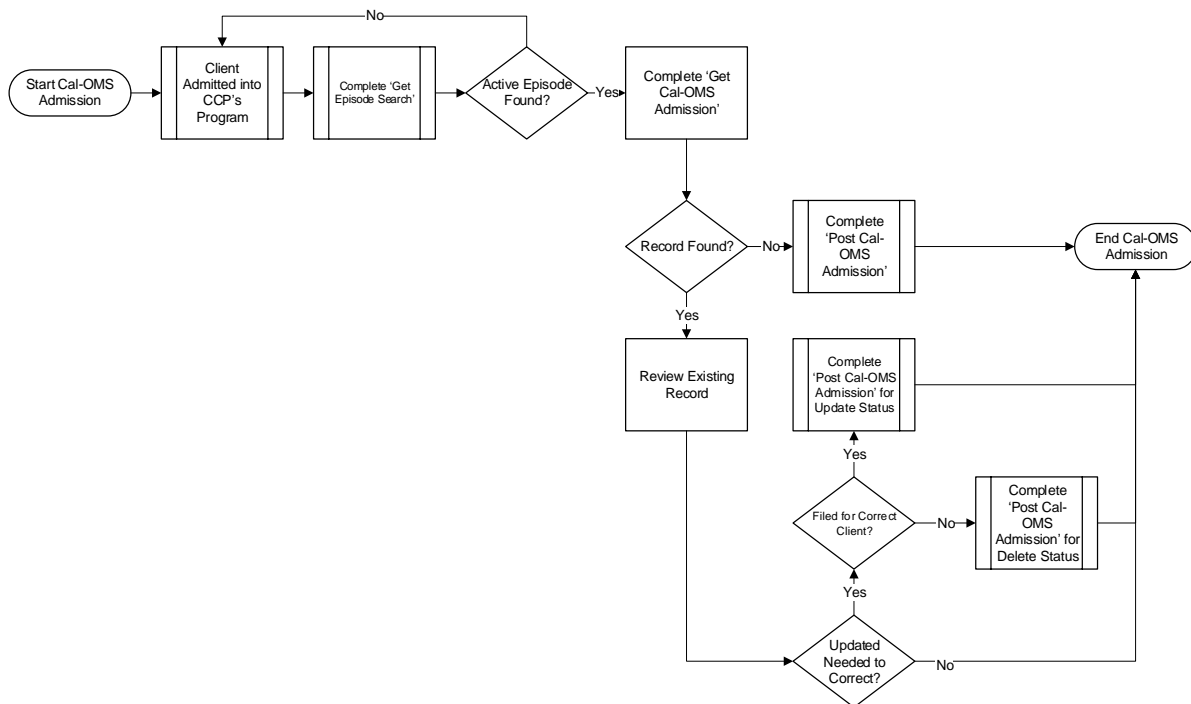 No
Start Cal-OMS
Admission
Client
Admitted into
CCP's
Program
Complete 'Get
Episode Search'
Active Episode
Found?
Yes
Complete 'Get
Cal-OMS
Admission'
Record Found?
No
Complete
'Post Cal-
OMS
Admission'
End Cal-OMS
Admission
Yes
Review Existing
Record
Complete
'Post Cal-OMS
Admission' for
Update Status
Yes
Filed for Correct
Client?
No
Complete
'Post Cal-
OMS
Admission' for
Delete Status
Yes
Updated
Needed to
Correct?
No